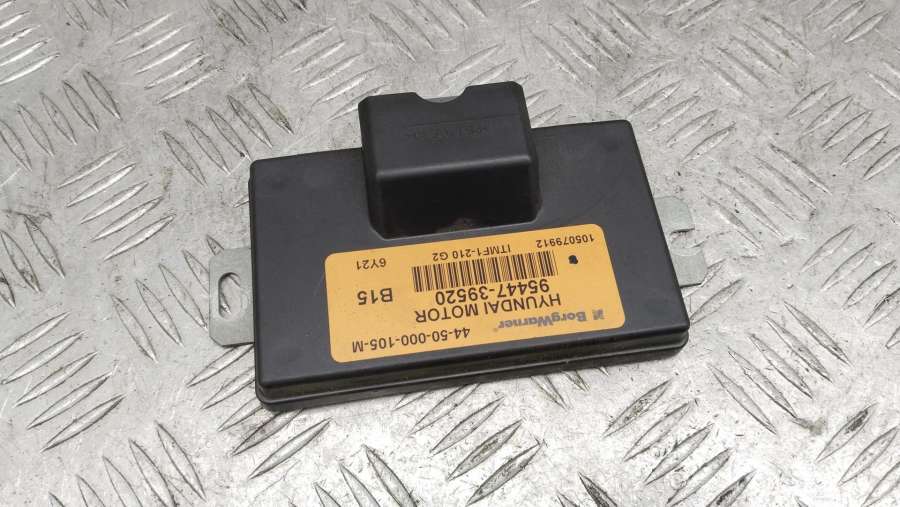 BorgWarner
44-50-000-105-M
HYUNDAI MOTOR
95447-39520
B15
ITMF1-210 G2
105079912
6Y21